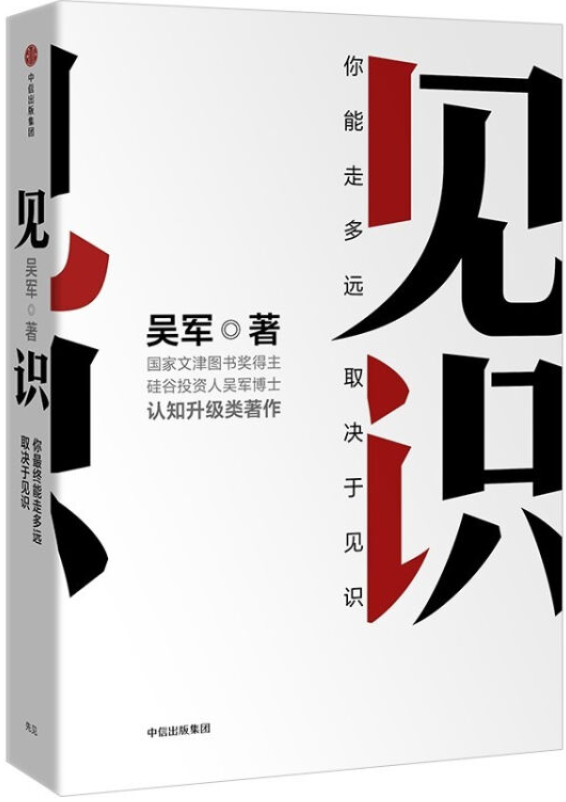 中信出版集团
见识
吴军◎著
你最终能走多远
取决于见识
先见
见识
你能走多远 取决于见识
吴军◎著
国家文津图书奖得主
硅谷投资人吴军博士
认知升级类著作
中信出版集团